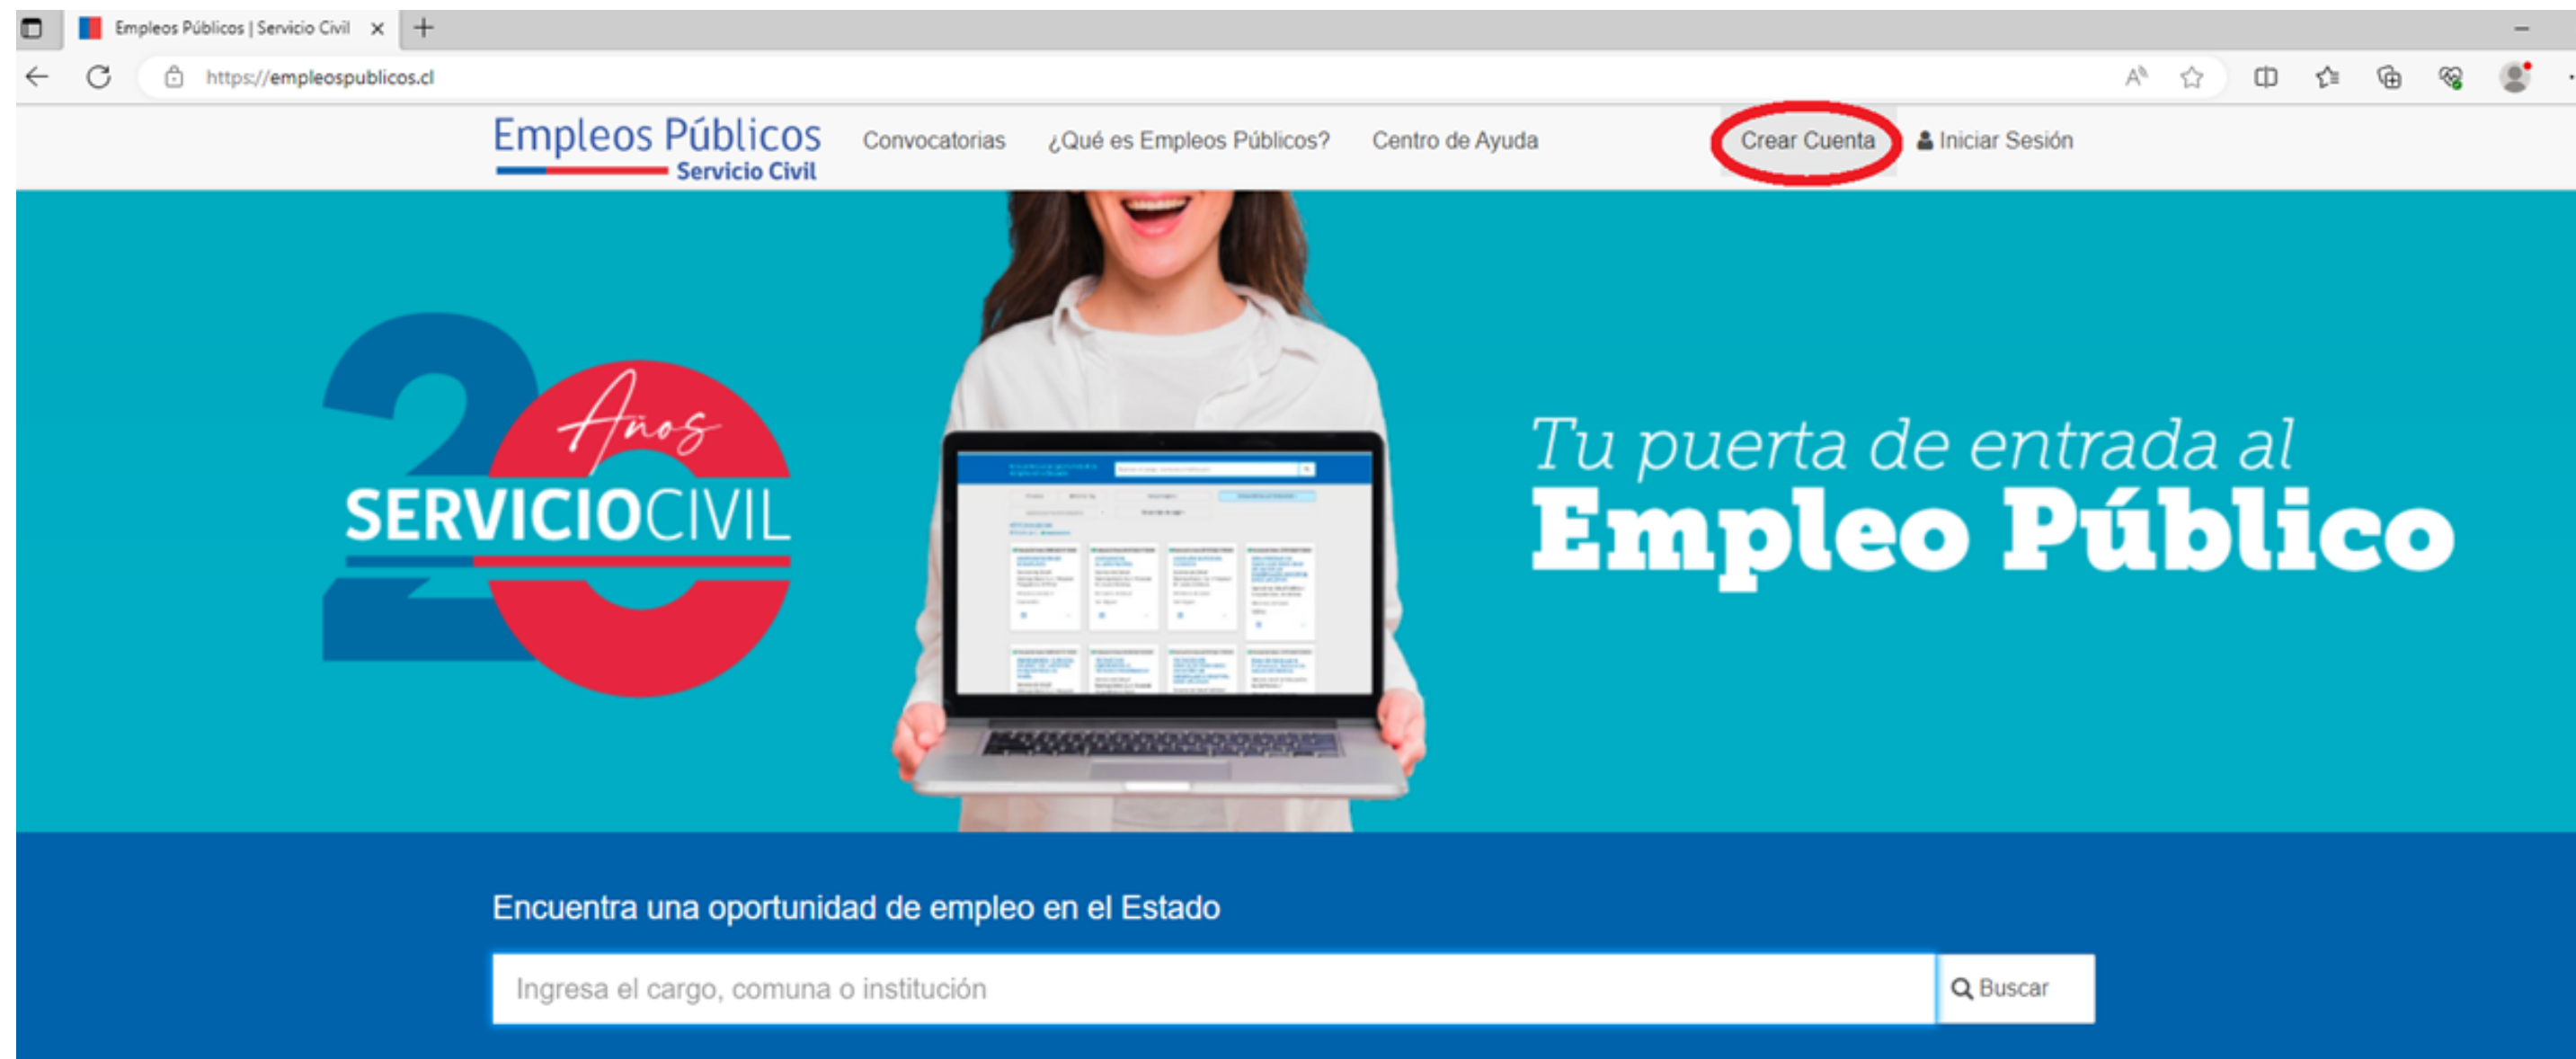 Empleos Públicos | Servicio Civil
https://empleospublicos.cl
Empleos Públicos
Servicio Civil
Convocatorias
¿Qué es Empleos Públicos?
Centro de Ayuda
Crear Cuenta
Iniciar Sesión
20
Años
SERVICIOCIVIL
Tu puerta de entrada al
Empleo Público
Encuentra una oportunidad de empleo en el Estado
Ingresa el cargo, comuna o institución
Buscar